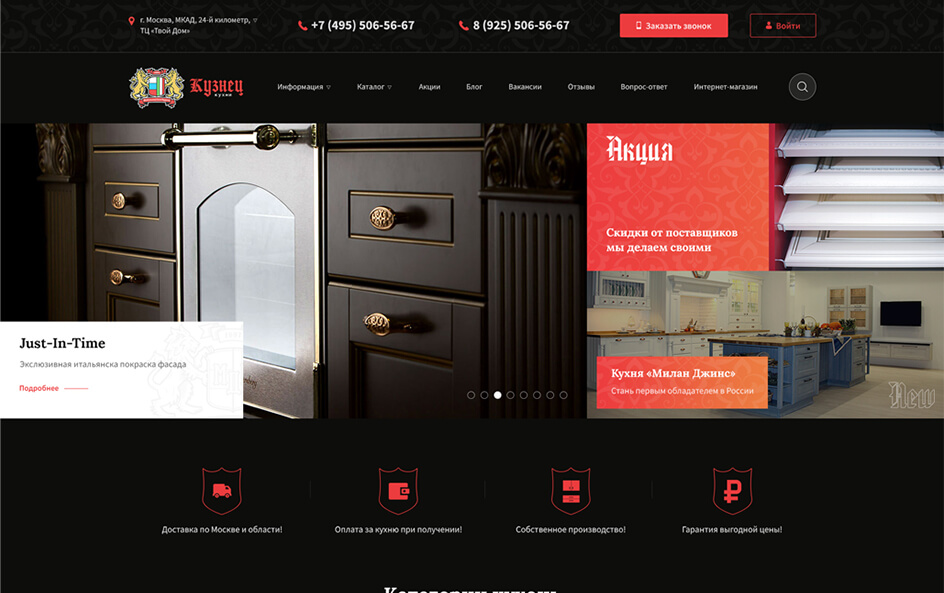 г. Москва, МКАД, 24-й километр,
ТЦ «Твой Дом»
+7 (495) 506-56-67
8 (925) 506-56-67
Заказать звонок
Войти
Кузнец
кухни
Информация
Каталог
Акции
Блог
Вакансии
Отзывы
Вопрос-ответ
Интернет-магазин
Акция
Скидки от поставщиков
мы делаем своими
Just-In-Time
Экслюзивная итальянска покраска фасада
Подробнее
Кухня «Милан Джинс»
Стань первым обладателем в России
New
Доставка по Москве и области!
Оплата за кухню при получении!
Собственное производство!
Гарантия выгодной цены!